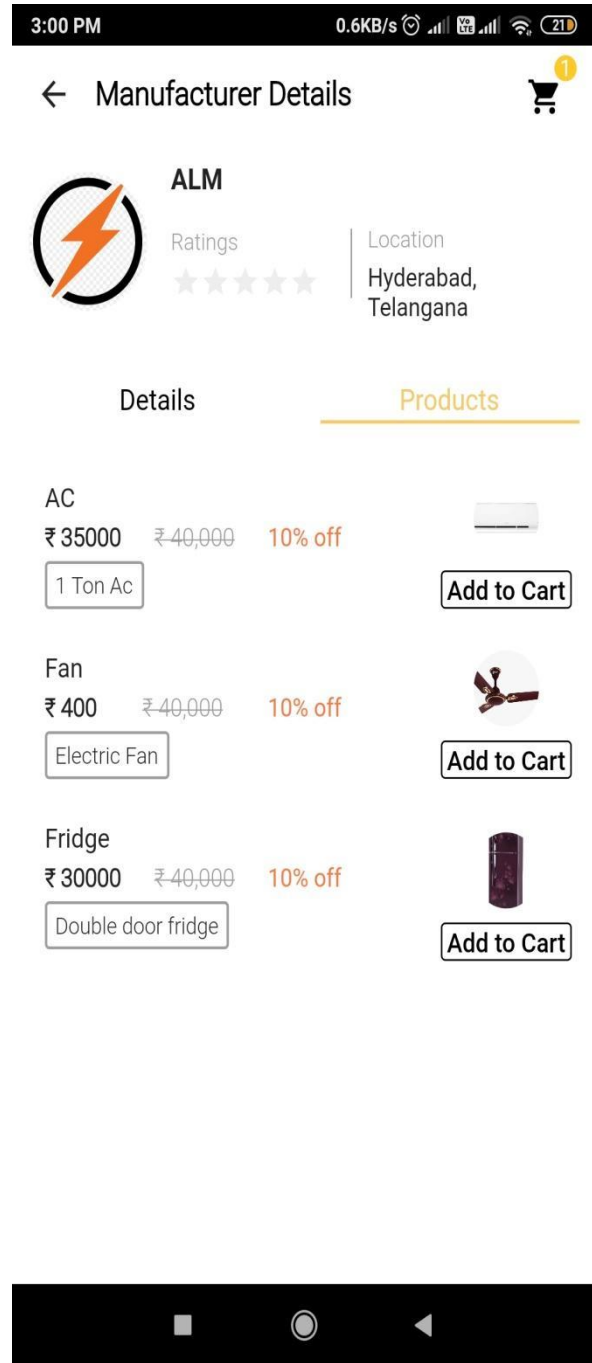 3:00 PM 0.6KB/s Vo LTE 21
Manufacturer Details
1
ALM
Ratings
Location
Hyderabad,
Telangana
Details Products
AC
₹ 35000 ₹ 40,000 10% off
1 Ton Ac
Add to Cart
Fan
₹ 400 ₹ 40,000 10% off
Electric Fan
Add to Cart
Fridge
₹ 30000 ₹ 40,000 10% off
Double door fridge
Add to Cart